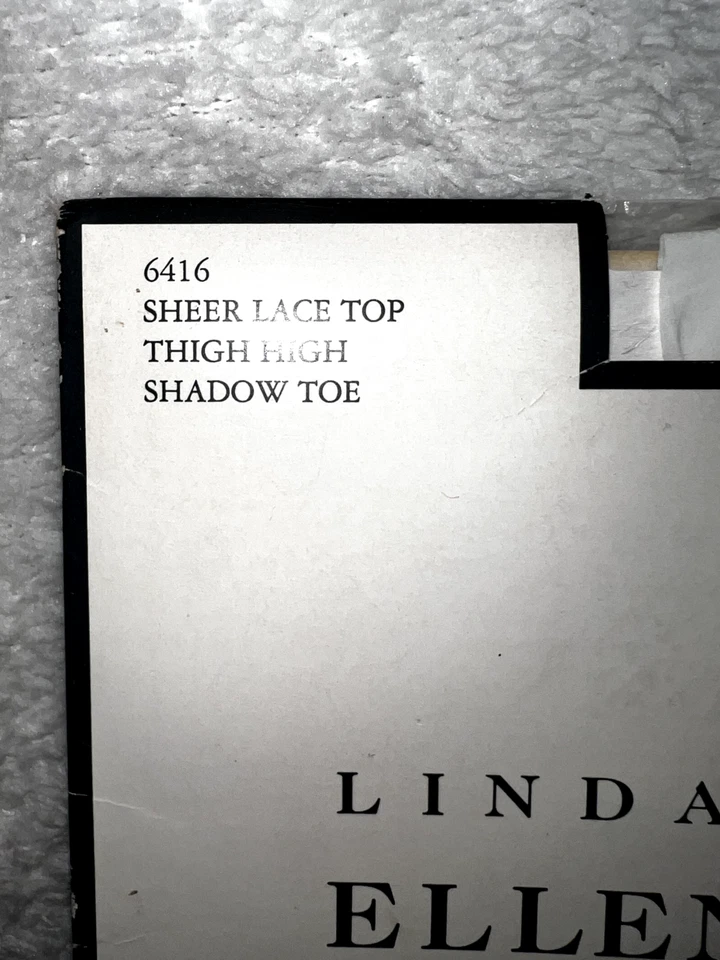 6416
SHEER LACE TOP
THIGH HIGH
SHADOW TOE
LINDA
ELLEN